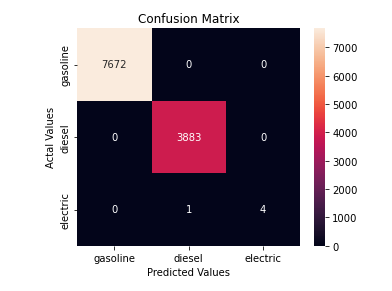 Confusion Matrix
gasoline
diesel
electric
Actal Values
7672 0 0
0 3883 0
0 1 4
gasoline diesel electric
Predicted Values
7000
6000
5000
4000
3000
2000
1000
0